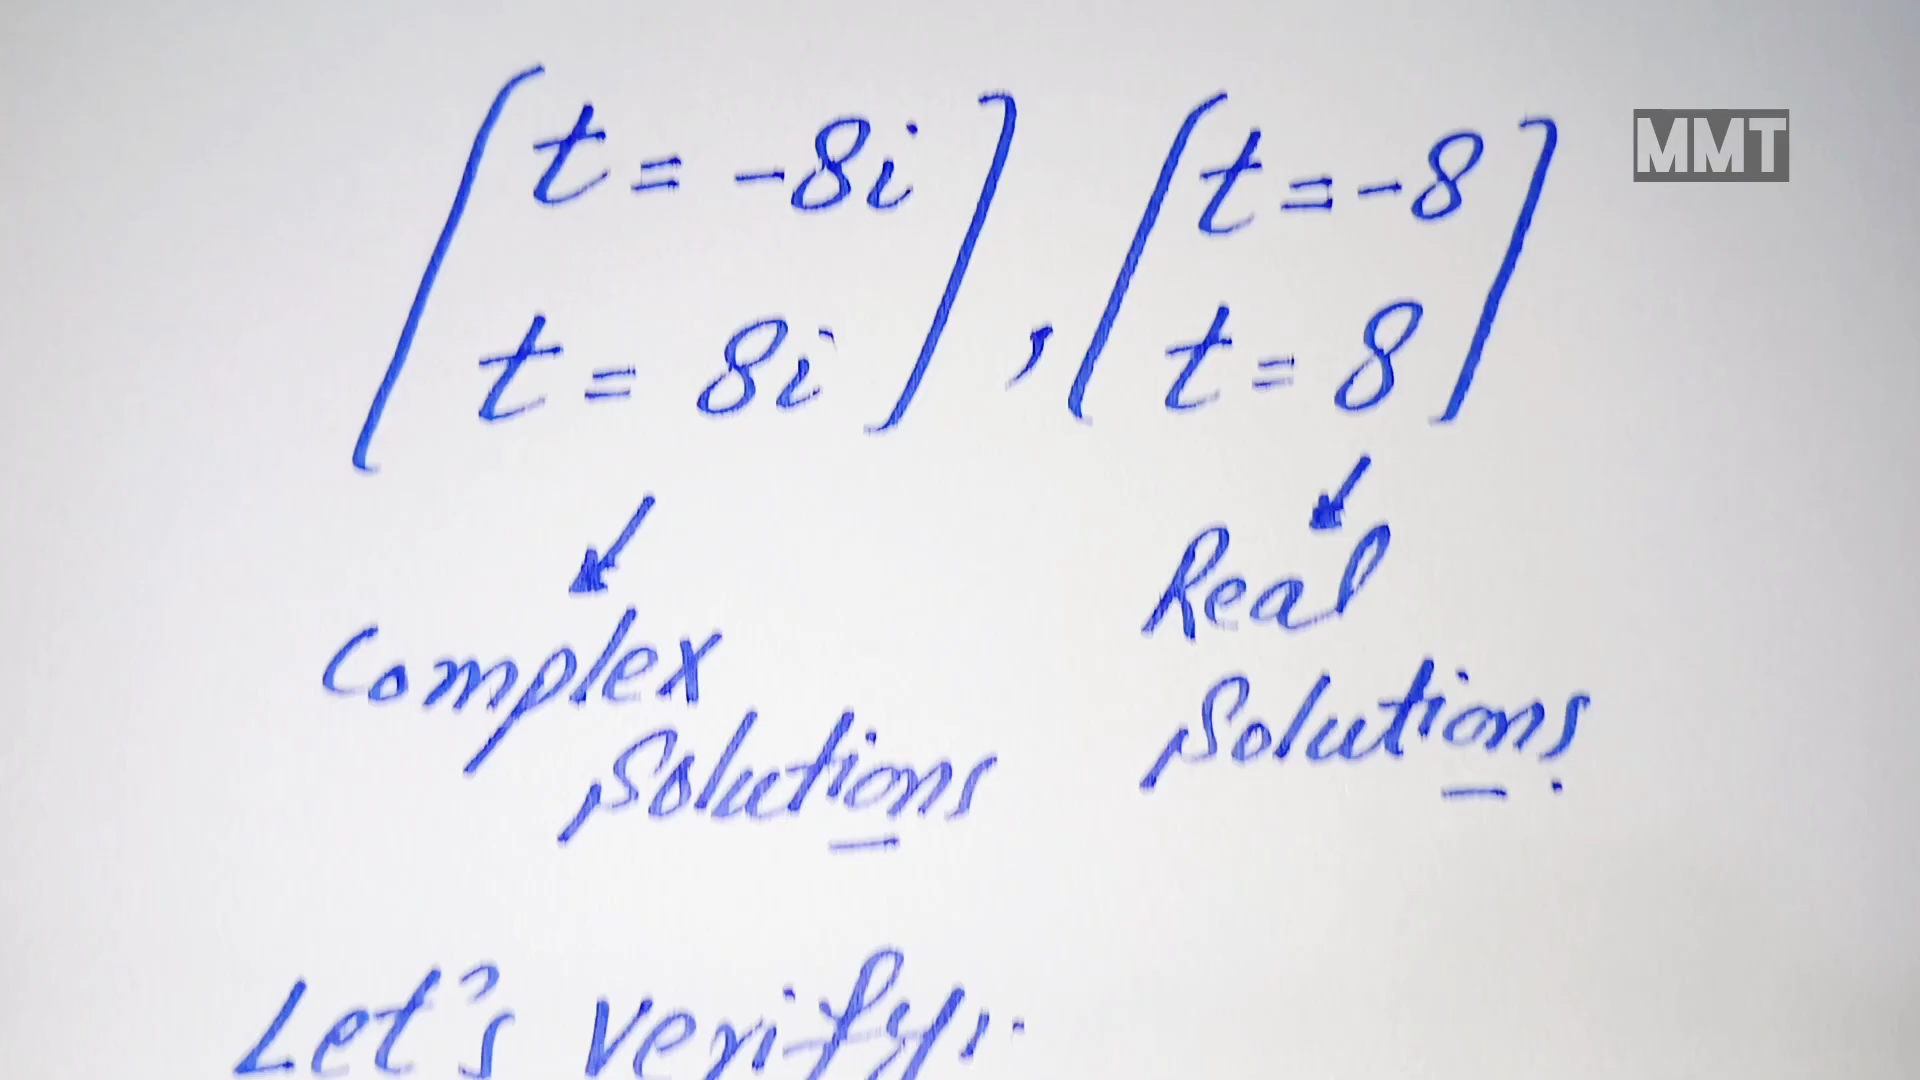 t = -8i
t = 8i
,
t = -8
t = 8
MMT
Complex
Solutions
Real
Solutions.
Let's verify: